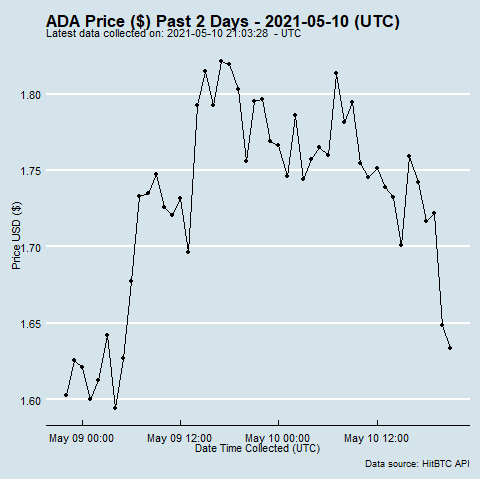 ADA Price ($) Past 2 Days - 2021-05-10 (UTC)
Latest data collected on: 2021-05-10 21:03:28 - UTC
1.80
1.75
1.70
1.65
1.60
Price USD ($)
May 09 00:00 May 09 12:00 May 10 00:00 May 10 12:00
Date Time Collected (UTC)
Data source: HitBTC API